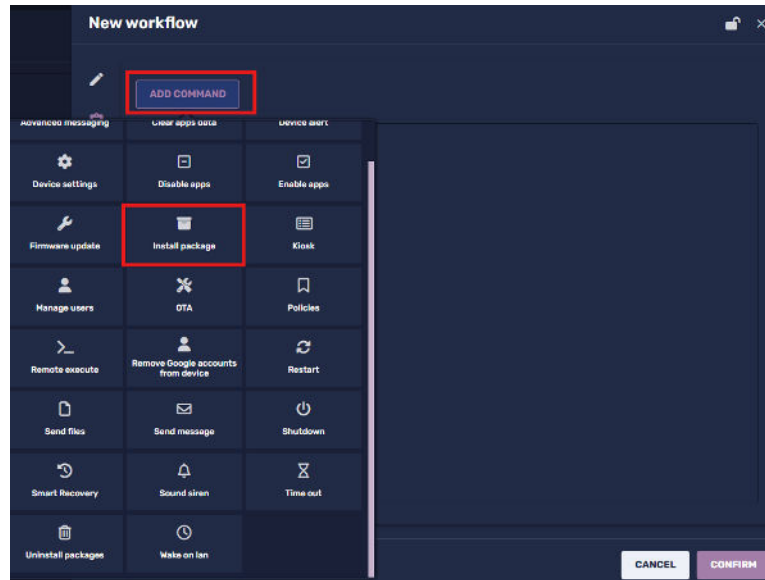 New workflow
ADD COMMAND
Advanced messaging
Clear apps data
Device alert
Device settings
Disable apps
Enable apps
Firmware update
Install package
Kiosk
Manage users
OTA
Policies
Remote execute
Remove Google accounts
from device
Restart
Send files
Send message
Shutdown
Smart Recovery
Sound siren
Time out
Uninstall packages
Wake on lan
CANCEL
CONFIRM